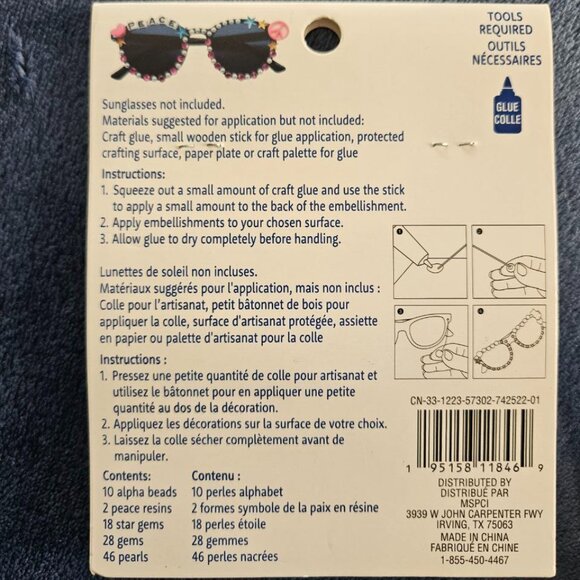 PEACE
TOOLS
REQUIRED
OUTILS
NÉCESSAIRES
GLUE
COLLE
Sunglasses not included.
Materials suggested for application but not included:
Craft glue, small wooden stick for glue application, protected
crafting surface, paper plate or craft palette for glue
Instructions:
1. Squeeze out a small amount of craft glue and use the stick
to apply a small amount to the back of the embellishment.
2. Apply embellishments to your chosen surface.
3. Allow glue to dry completely before handling.
Lunettes de soleil non incluses.
Matériaux suggérés pour l'application, mais non inclus :
Colle pour l'artisanat, petit bâtonnet de bois pour
appliquer la colle, surface d'artisanat protégée, assiette
en papier ou palette d'artisanat pour la colle
Instructions :
1. Pressez une petite quantité de colle pour artisanat et
utilisez le bâtonnet pour en appliquer une petite
quantité au dos de la décoration.
2. Appliquez les décorations sur la surface de votre choix.
3. Laissez la colle sécher complètement avant de
manipuler.
1
2
3
4
Contents:
10 alpha beads
2 peace resins
18 star gems
28 gems
46 pearls
Contenu :
10 perles alphabet
2 formes symbole de la paix en résine
18 perles étoile
28 gemmes
46 perles nacrées
CN-33-1223-57302-742522-01
1 95158 11846 9
DISTRIBUTED BY
DISTRIBUÉ PAR
MSPCI
3939 W JOHN CARPENTER FWY
IRVING, TX 75063
MADE IN CHINA
FABRIQUÉ EN CHINE
1-855-450-4467